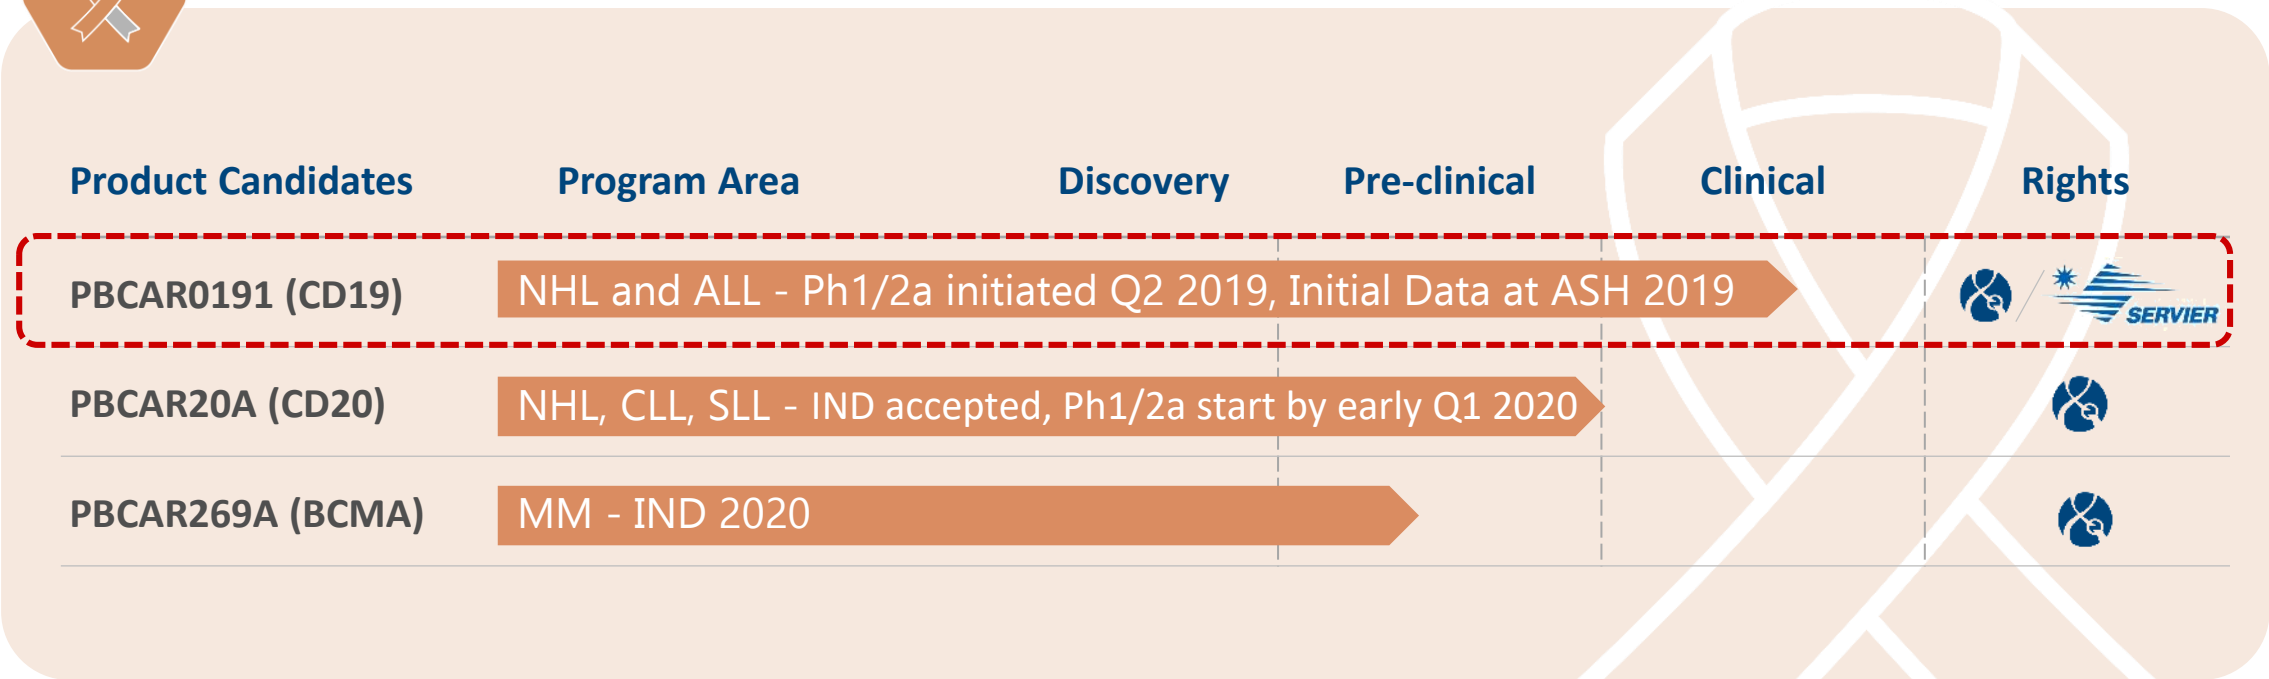 Product Candidates Program Area Discovery Pre-clinical Clinical Rights
PBCAR0191 (CD19) NHL and ALL - Ph1/2a initiated Q2 2019, Initial Data at ASH 2019 / SERVIER
PBCAR20A (CD20) NHL, CLL, SLL - IND accepted, Ph1/2a start by early Q1 2020
PBCAR269A (BCMA) MM - IND 2020